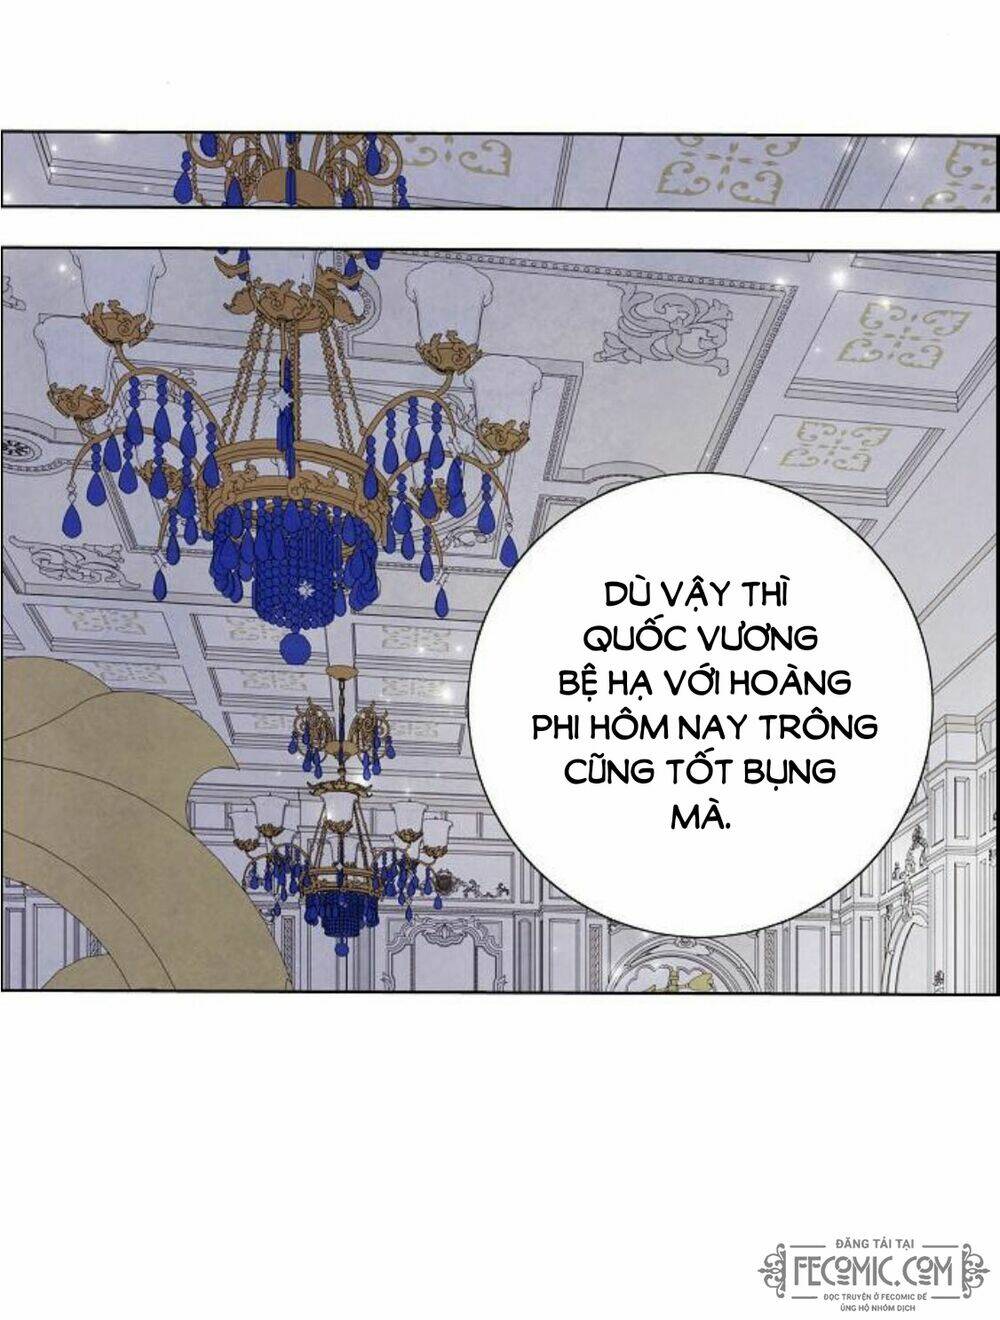 DÙ VẬY THÌ
QUỐC VƯƠNG
BỆ HẠ VỚI HOÀNG
PHI HÔM NAY TRÔNG
CŨNG TỐT BỤNG
MÀ.
ĐĂNG TẢI TẠI
FECOMIC.COM
ĐỌC TRUYỆN Ở FECOMIC ĐỂ
ỦNG HỘ NHÓM DỊCH